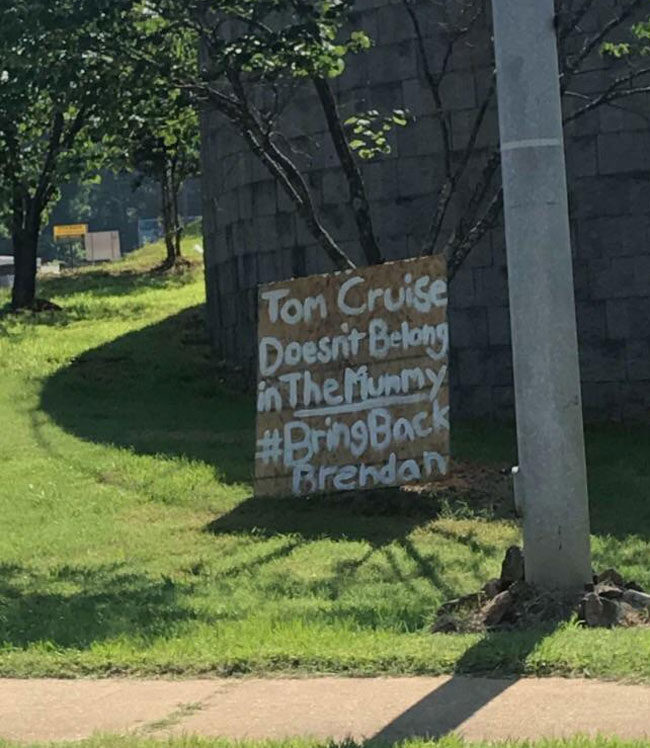 Tom Cruise
Doesn't Belong
in The Mummy
#BringBack
Brendan